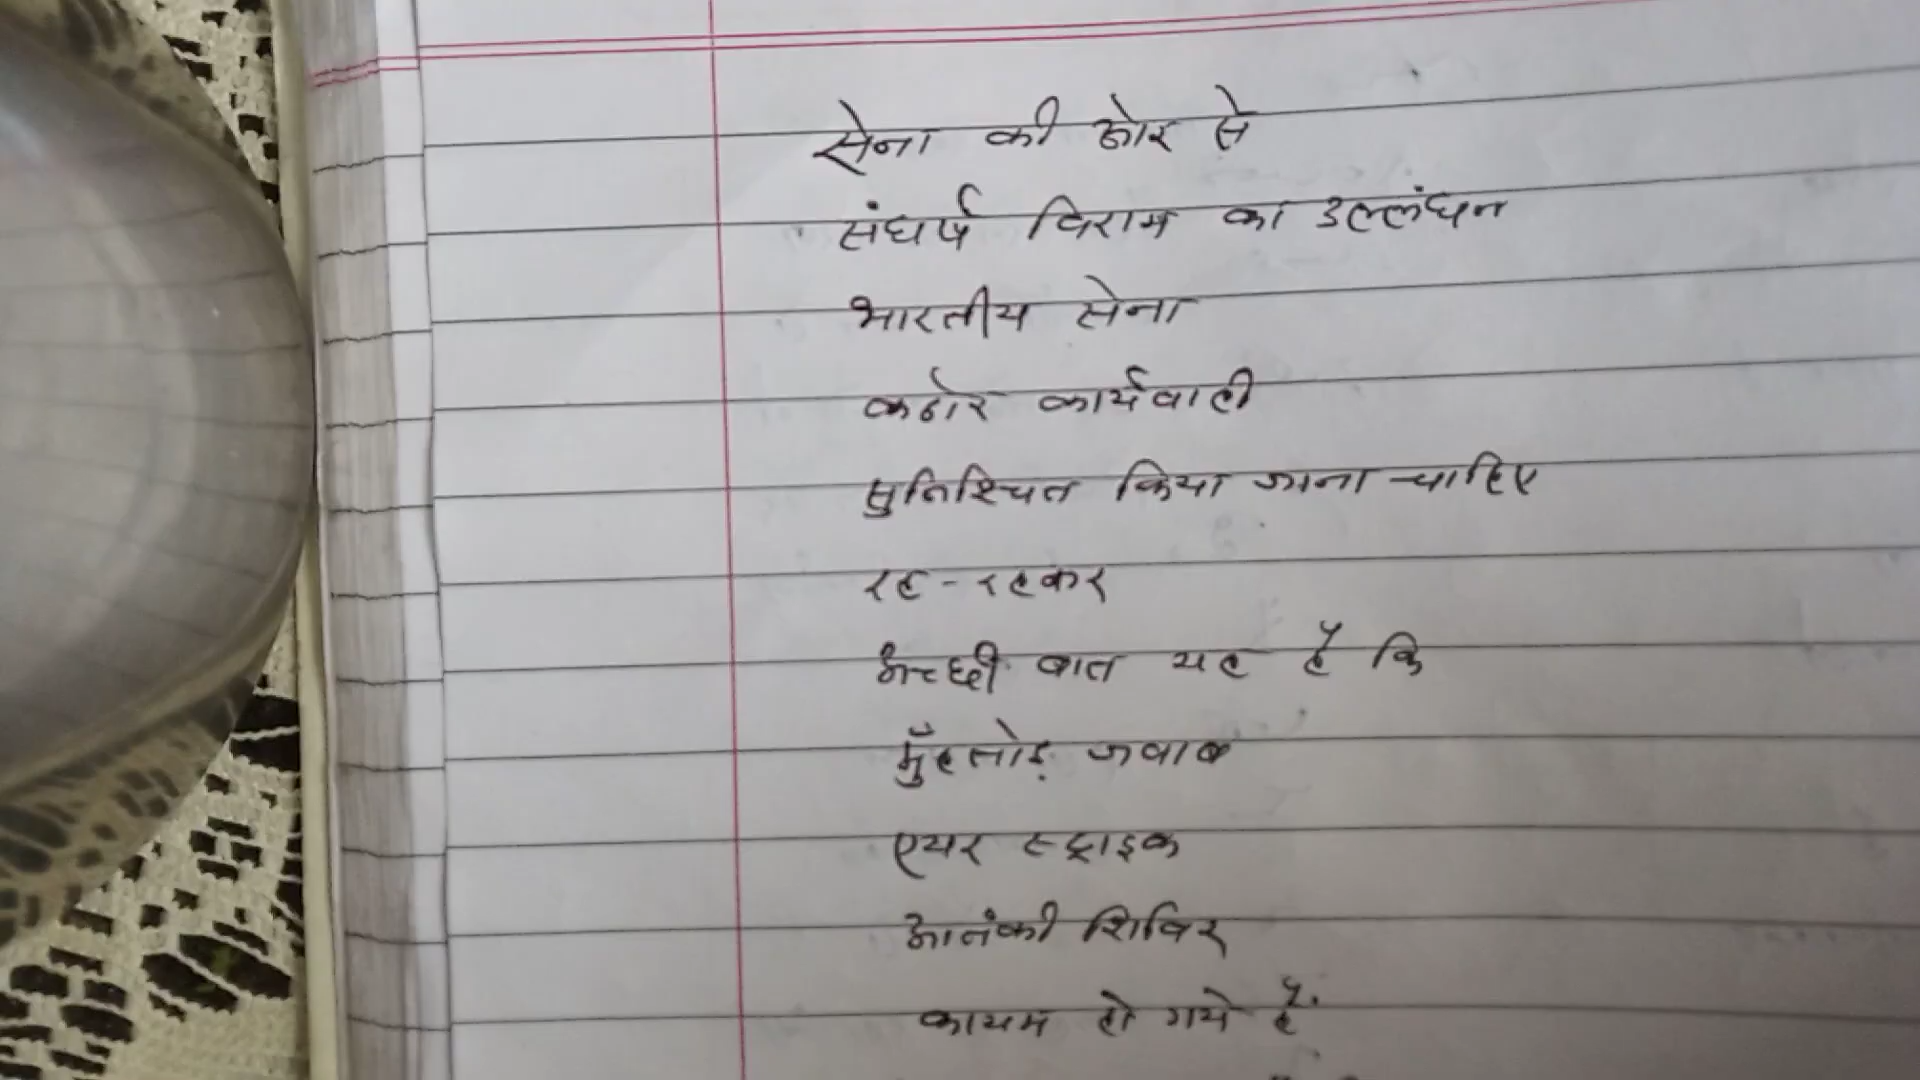 सेना की ओर से
संघर्ष विराम का उल्लंघन
भारतीय सेना
कठोर कार्यवाही
सुनिश्चित किया जाना चाहिए
रह-रहकर
अच्छी बात यह है कि
मुँहतोड़ जवाब
एयर स्ट्राइक
आतंकी शिविर
कायम हो गये हैं